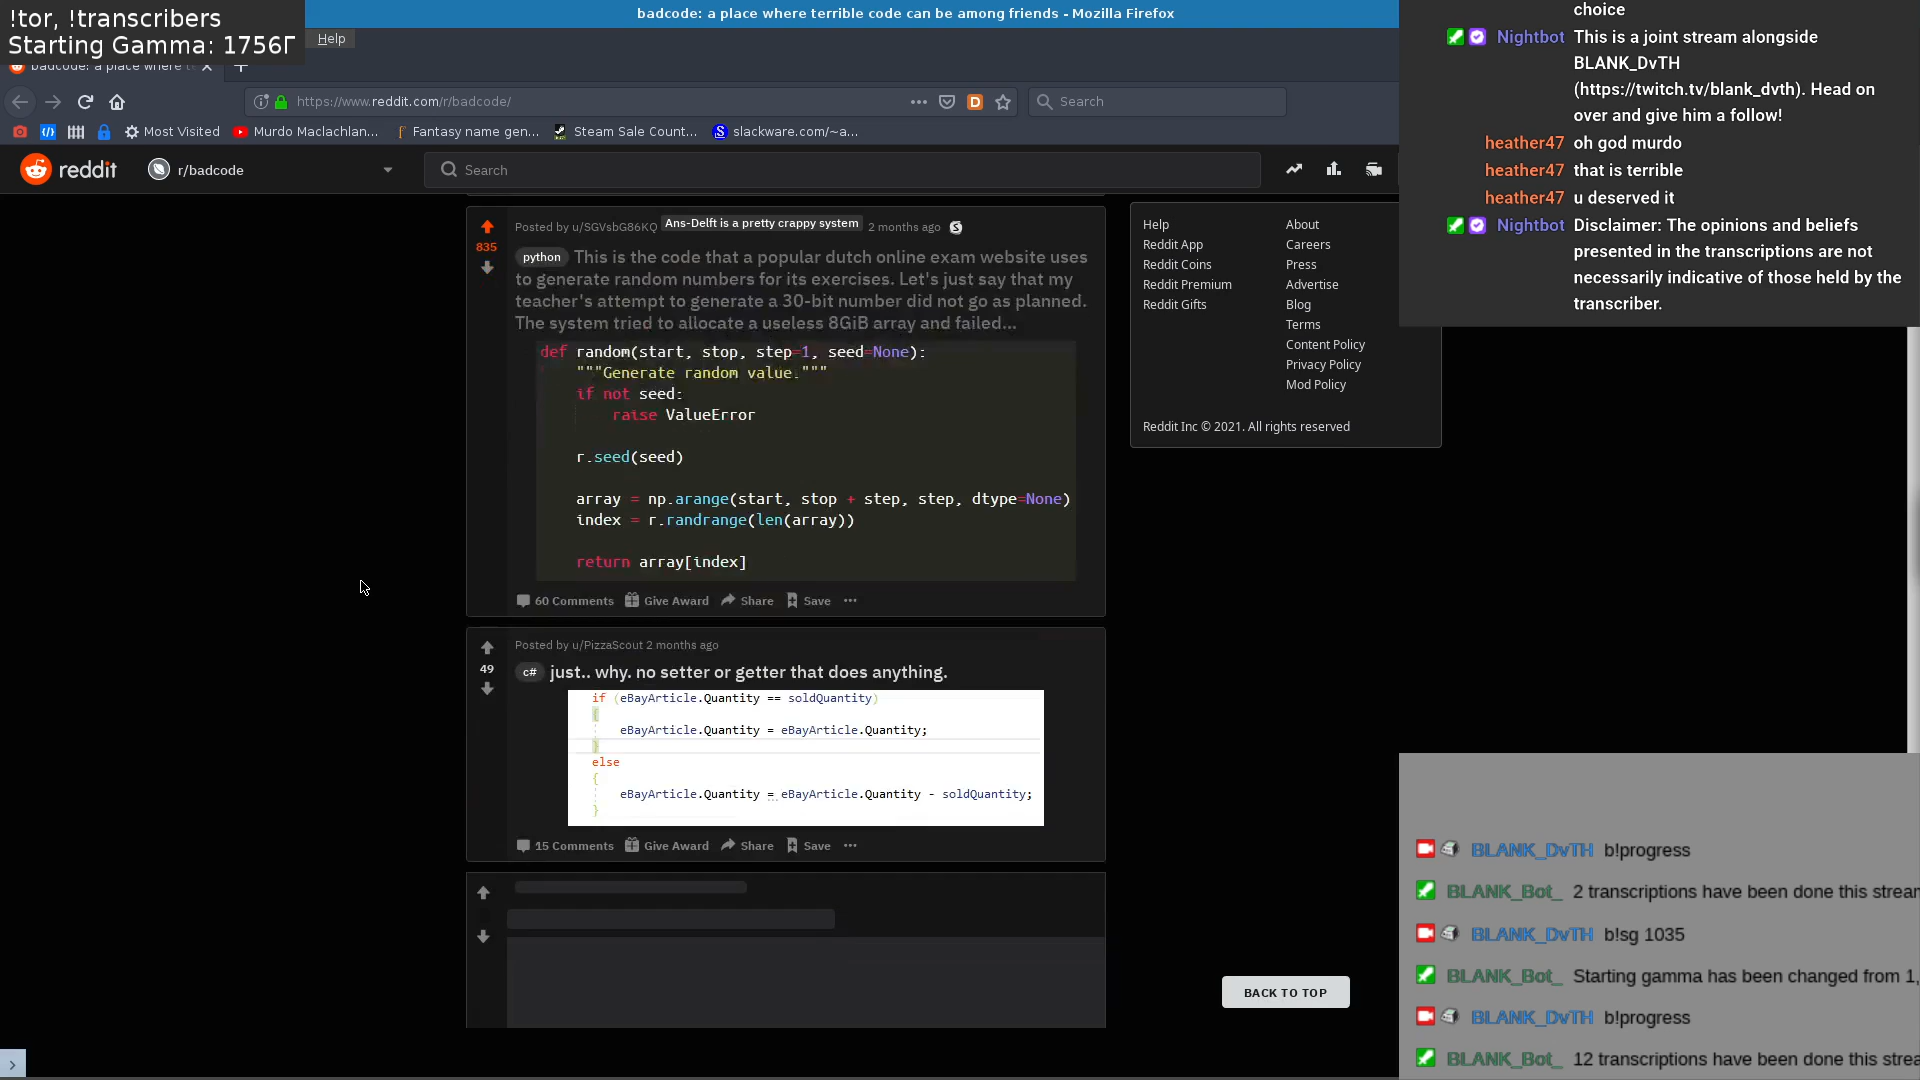 !tor, !transcribers
Starting Gamma: 1756Γ
badcode: a place where terrible code can be among friends - Mozilla Firefox
Help
badcode: a place where t
https://www.reddit.com/r/badcode/
Search
Most Visited
Murdo Maclachlan...
Fantasy name gen...
Steam Sale Count...
slackware.com/~a...
reddit
r/badcode
Search
835
Posted by u/SGVsbG86KQ
Ans-Delft is a pretty crappy system
2 months ago
python This is the code that a popular dutch online exam website uses
to generate random numbers for its exercises. Let's just say that my
teacher's attempt to generate a 30-bit number did not go as planned.
The system tried to allocate a useless 8GiB array and failed...
def random(start, stop, step=1, seed=None):
"""Generate random value."""
if not seed:
raise ValueError
r.seed(seed)
array = np.arange(start, stop + step, step, dtype=None)
index = r.randrange(len(array))
return array[index]
60 Comments
Give Award
Share
Save
49
Posted by u/PizzaScout 2 months ago
c# just.. why. no setter or getter that does anything.
if (eBayArticle.Quantity == soldQuantity)
{
eBayArticle.Quantity = eBayArticle.Quantity;
}
else
{
eBayArticle.Quantity = eBayArticle.Quantity - soldQuantity;
}
15 Comments
Give Award
Share
Save
Help
Reddit App
Reddit Coins
Reddit Premium
Reddit Gifts
About
Careers
Press
Advertise
Blog
Terms
Content Policy
Privacy Policy
Mod Policy
Reddit Inc © 2021. All rights reserved
BACK TO TOP
choice
Nightbot This is a joint stream alongside
BLANK_DvTH
(https://twitch.tv/blank_dvth). Head on
over and give him a follow!
heather47 oh god murdo
heather47 that is terrible
heather47 u deserved it
Nightbot Disclaimer: The opinions and beliefs
presented in the transcriptions are not
necessarily indicative of those held by the
transcriber.
BLANK_DvTH b!progress
BLANK_Bot_ 2 transcriptions have been done this strear
BLANK_DvTH b!sg 1035
BLANK_Bot_ Starting gamma has been changed from 1,
BLANK_DvTH b!progress
BLANK_Bot_ 12 transcriptions have been done this strea